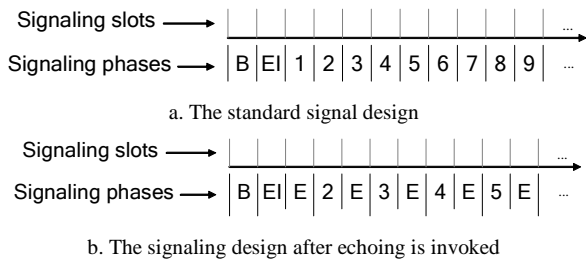 Signaling slots
...
Signaling phases B EI 1 2 3 4 5 6 7 8 9 ...
a. The standard signal design
Signaling slots
...
Signaling phases B EI E 2 E 3 E 4 E 5 E ...
b. The signaling design after echoing is invoked